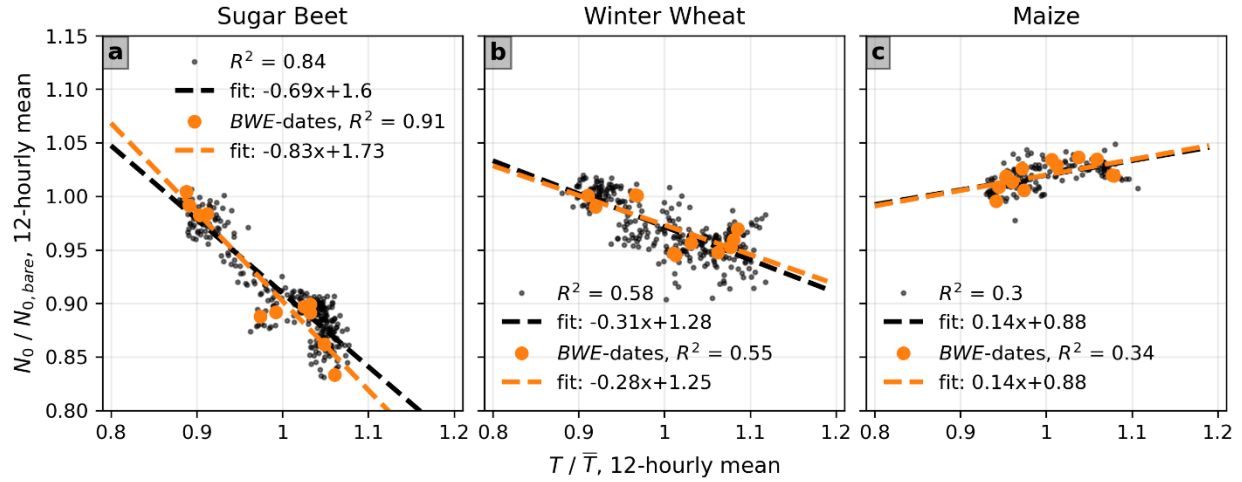 Sugar Beet
Winter Wheat
Maize
a
R² = 0.84
fit: -0.69x+1.6
BWE-dates, R² = 0.91
fit: -0.83x+1.73
b
R² = 0.58
fit: -0.31x+1.28
BWE-dates, R² = 0.55
fit: -0.28x+1.25
c
R² = 0.3
fit: 0.14x+0.88
BWE-dates, R² = 0.34
fit: 0.14x+0.88
N₀ / N₀,bare, 12-hourly mean
1.15
1.10
1.05
1.00
0.95
0.90
0.85
0.80
0.8 0.9 1 1.1 1.2
0.8 0.9 1 1.1 1.2
0.8 0.9 1 1.1 1.2
T / T̅, 12-hourly mean